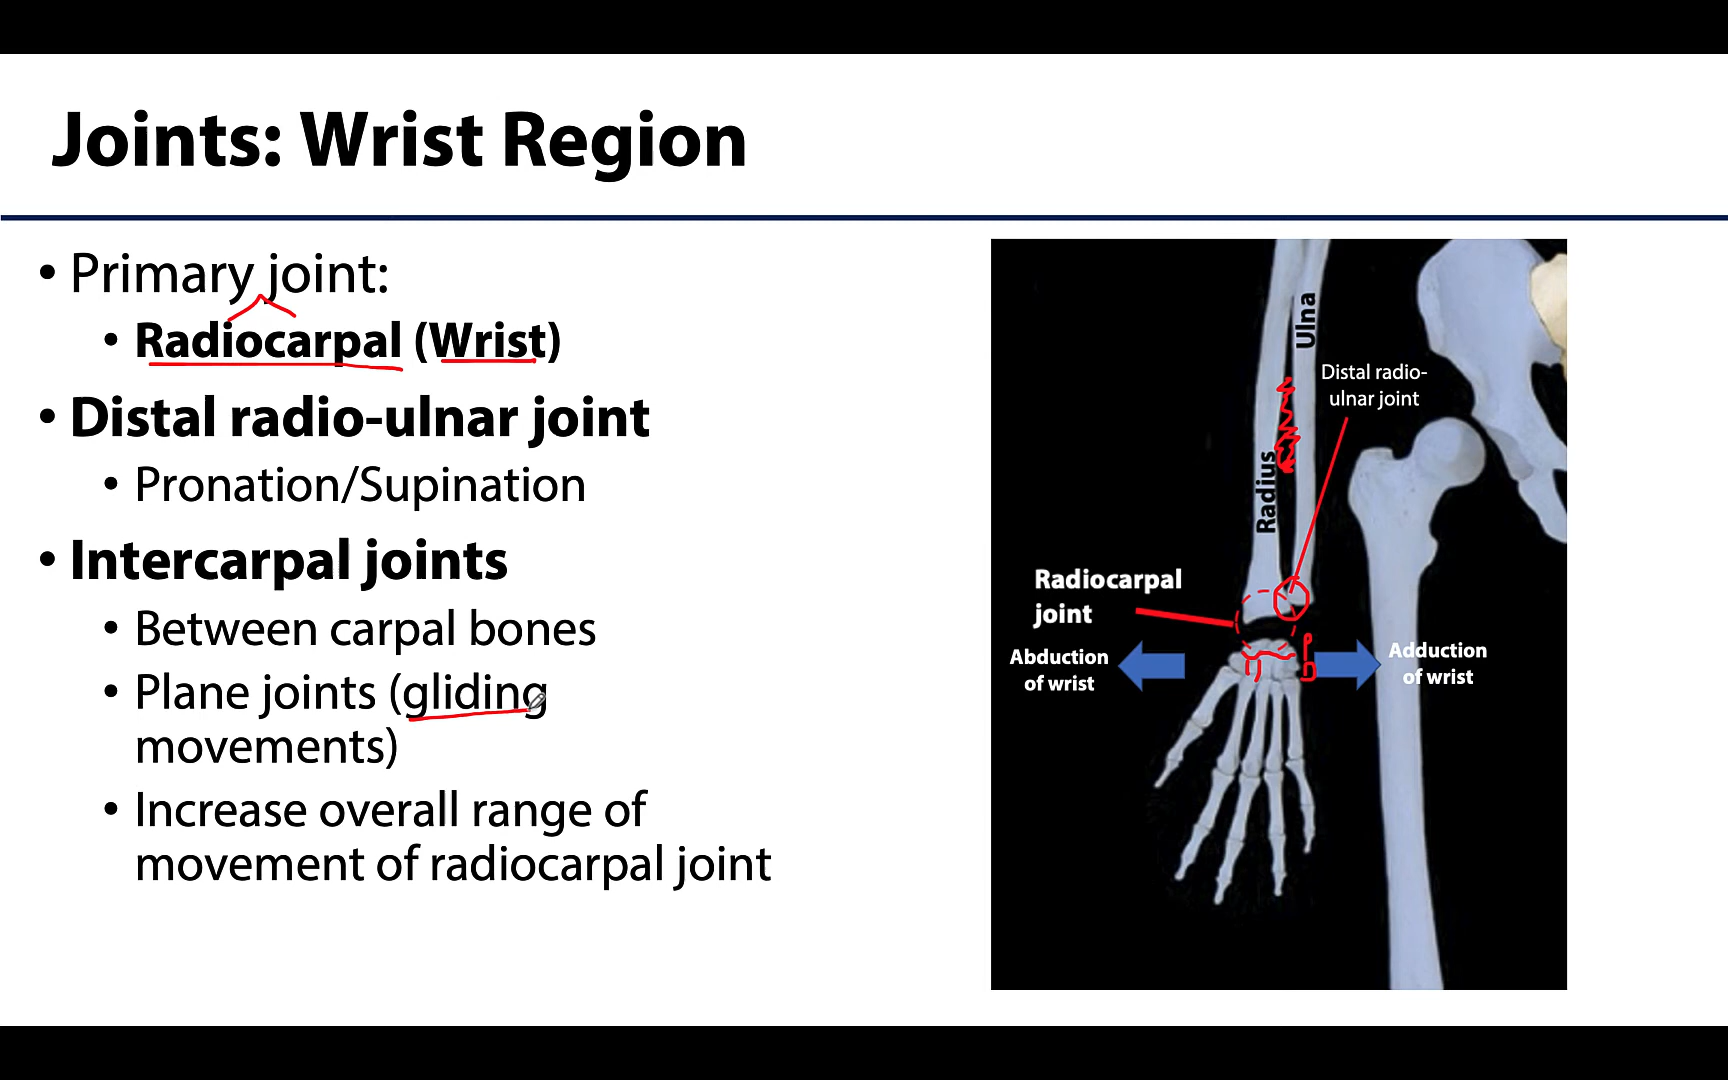 Joints: Wrist Region
• Primary joint:
• Radiocarpal (Wrist)
• Distal radio-ulnar joint
• Pronation/Supination
• Intercarpal joints
• Between carpal bones
• Plane joints (gliding
movements)
• Increase overall range of
movement of radiocarpal joint
Ulna
Distal radio-
ulnar joint
Radius
Radiocarpal
joint
Abduction
of wrist
P
D
Adduction
of wrist